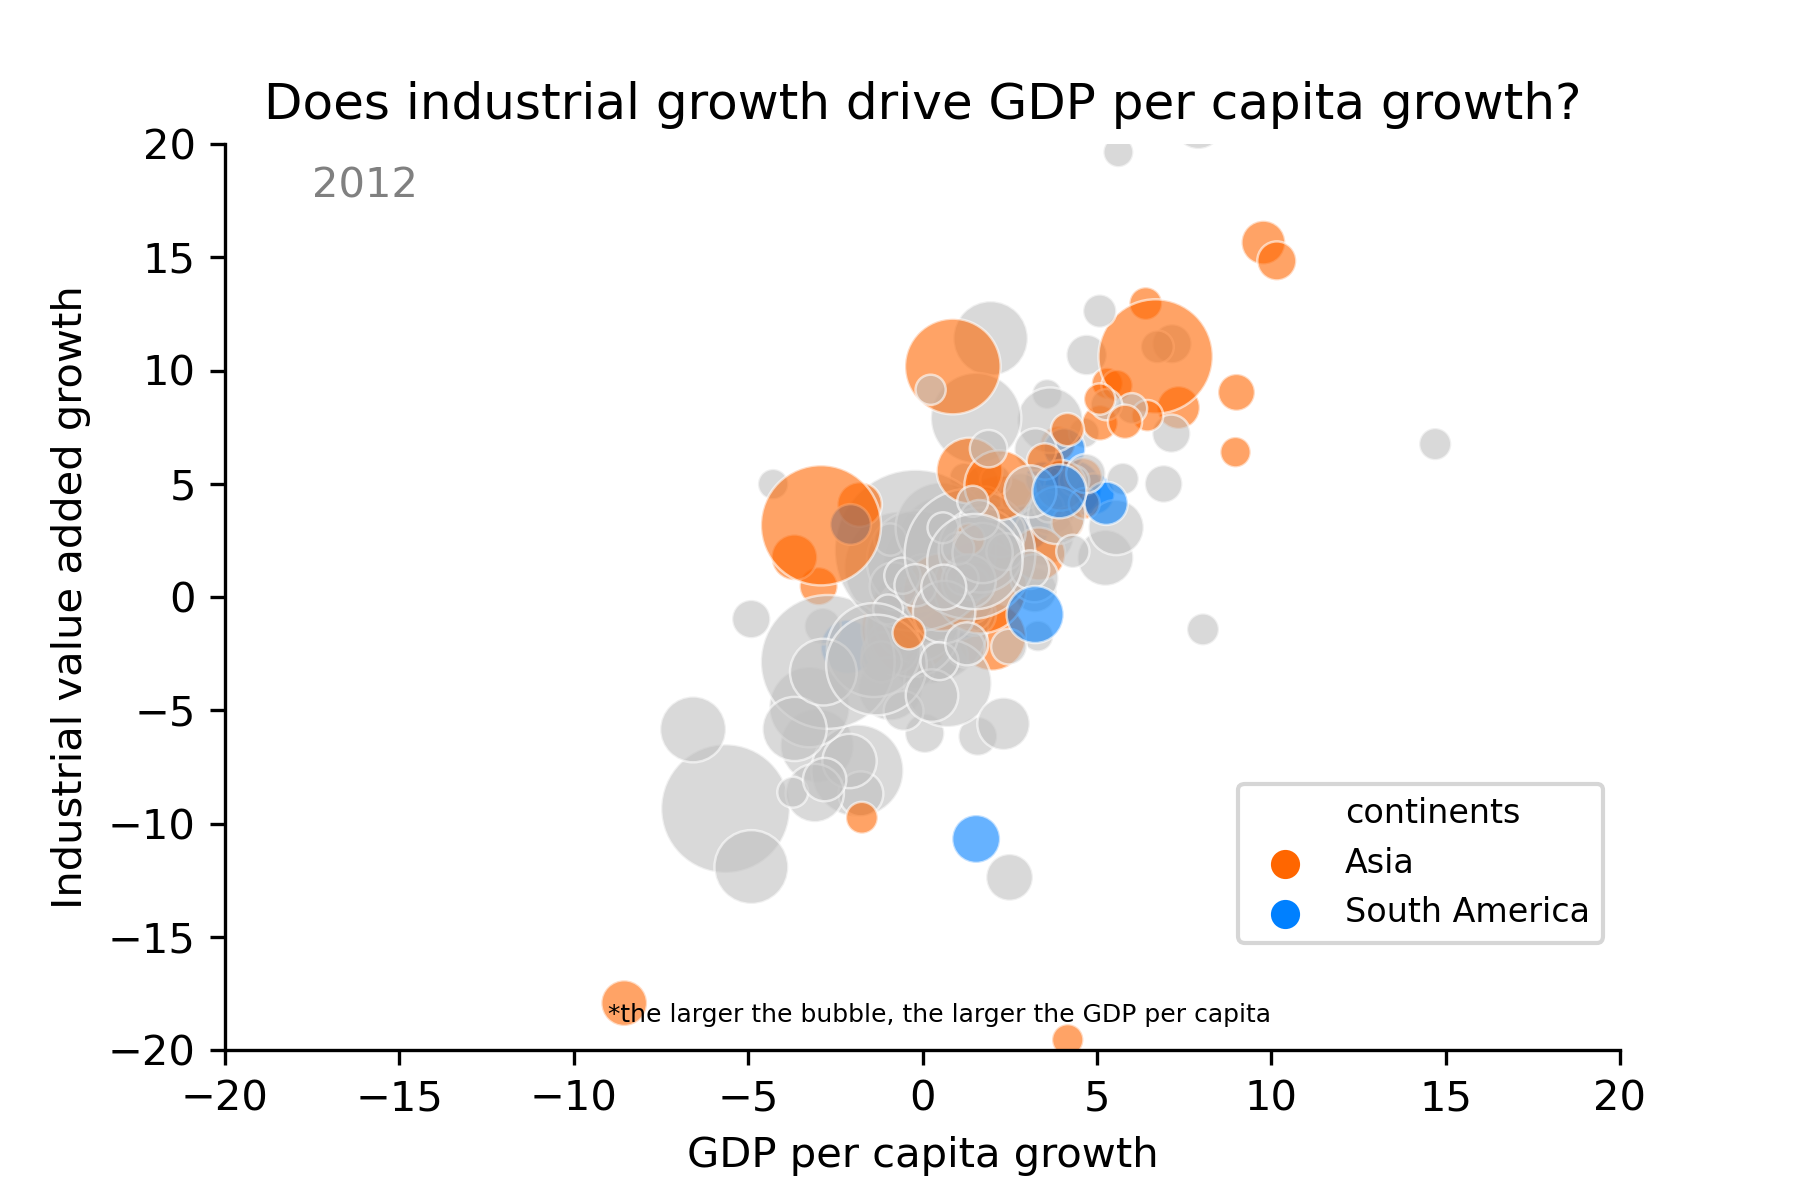 Does industrial growth drive GDP per capita growth?
2012
Industrial value added growth
20
15
10
5
0
−5
−10
−15
−20
continents
Asia
South America
*the larger the bubble, the larger the GDP per capita
−20 −15 −10 −5 0 5 10 15 20
GDP per capita growth